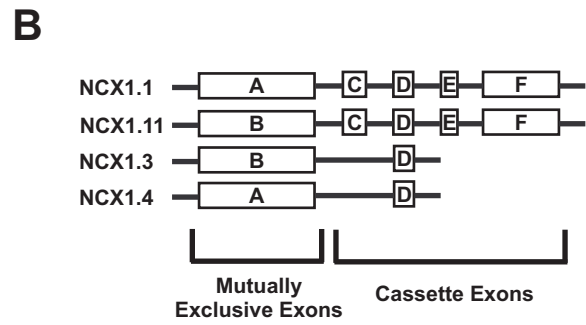 B
NCX1.1 A C D E F
NCX1.11 B C D E F
NCX1.3 B D
NCX1.4 A D
Mutually
Exclusive Exons
Cassette Exons